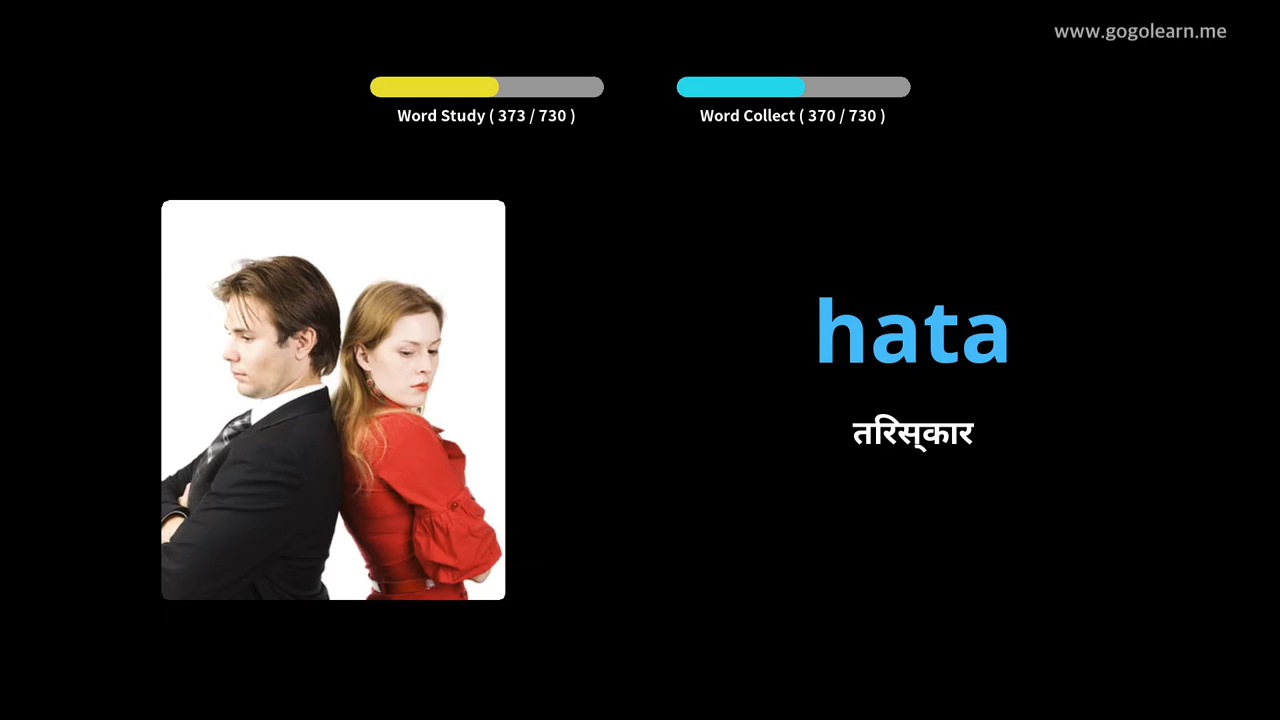 www.gogolearn.me
Word Study ( 373 / 730 )
Word Collect ( 370 / 730 )
hata
तरिस्कार